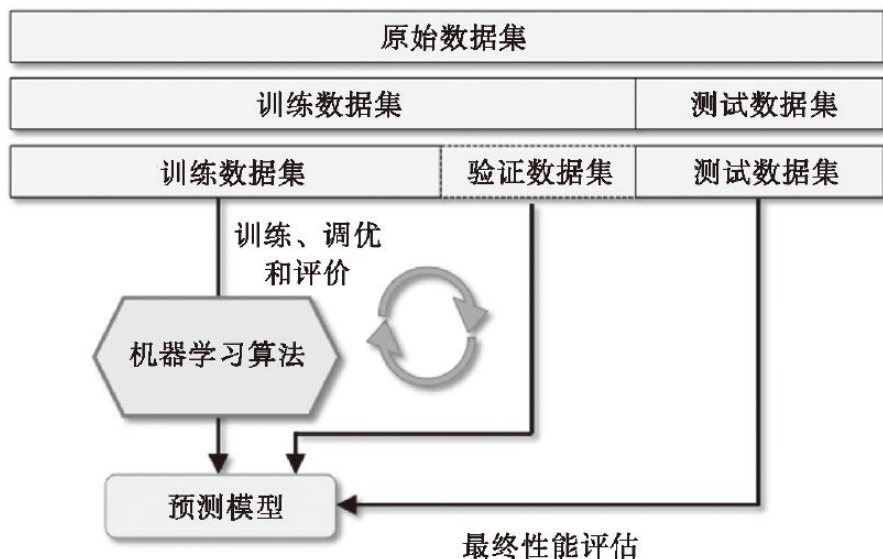 原始数据集
训练数据集 测试数据集
训练数据集 验证数据集 测试数据集
训练、调优
和评价
机器学习算法
预测模型
最终性能评估